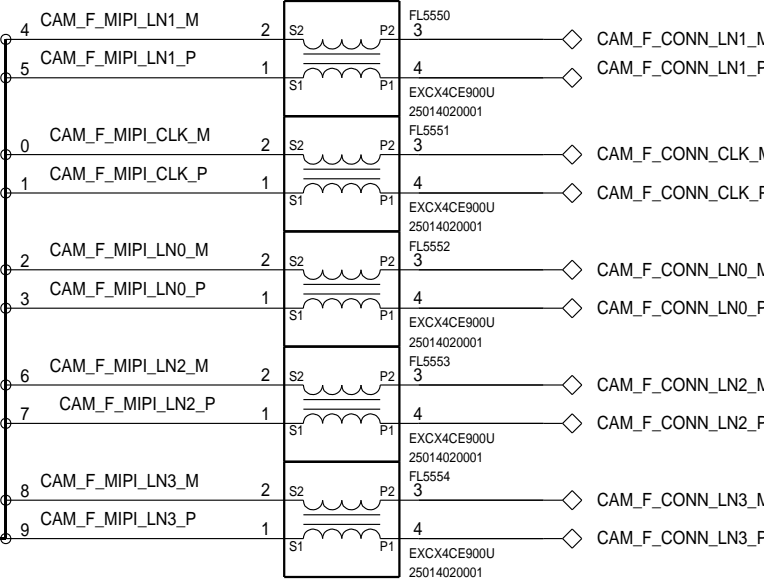 FL5550
4 CAM_F_MIPI_LN1_M 2 S2 P2 3 CAM_F_CONN_LN1_M
5 CAM_F_MIPI_LN1_P 1 S1 P1 4 CAM_F_CONN_LN1_P
EXCX4CE900U
25014020001
FL5551
0 CAM_F_MIPI_CLK_M 2 S2 P2 3 CAM_F_CONN_CLK_M
1 CAM_F_MIPI_CLK_P 1 S1 P1 4 CAM_F_CONN_CLK_P
EXCX4CE900U
25014020001
FL5552
2 CAM_F_MIPI_LN0_M 2 S2 P2 3 CAM_F_CONN_LN0_M
3 CAM_F_MIPI_LN0_P 1 S1 P1 4 CAM_F_CONN_LN0_P
EXCX4CE900U
25014020001
FL5553
6 CAM_F_MIPI_LN2_M 2 S2 P2 3 CAM_F_CONN_LN2_M
7 CAM_F_MIPI_LN2_P 1 S1 P1 4 CAM_F_CONN_LN2_P
EXCX4CE900U
25014020001
FL5554
8 CAM_F_MIPI_LN3_M 2 S2 P2 3 CAM_F_CONN_LN3_M
9 CAM_F_MIPI_LN3_P 1 S1 P1 4 CAM_F_CONN_LN3_P
EXCX4CE900U
25014020001